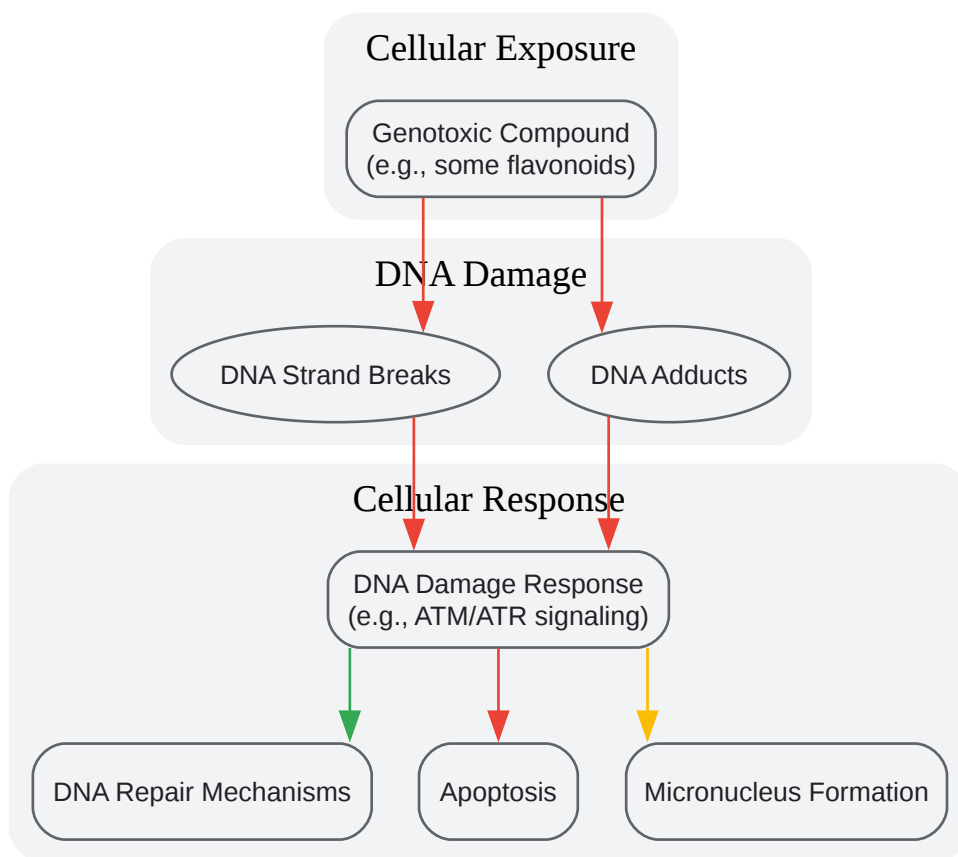 Cellular Exposure
Genotoxic Compound
(e.g., some flavonoids)
DNA Damage
DNA Strand Breaks
DNA Adducts
Cellular Response
DNA Damage Response
(e.g., ATM/ATR signaling)
DNA Repair Mechanisms
Apoptosis
Micronucleus Formation